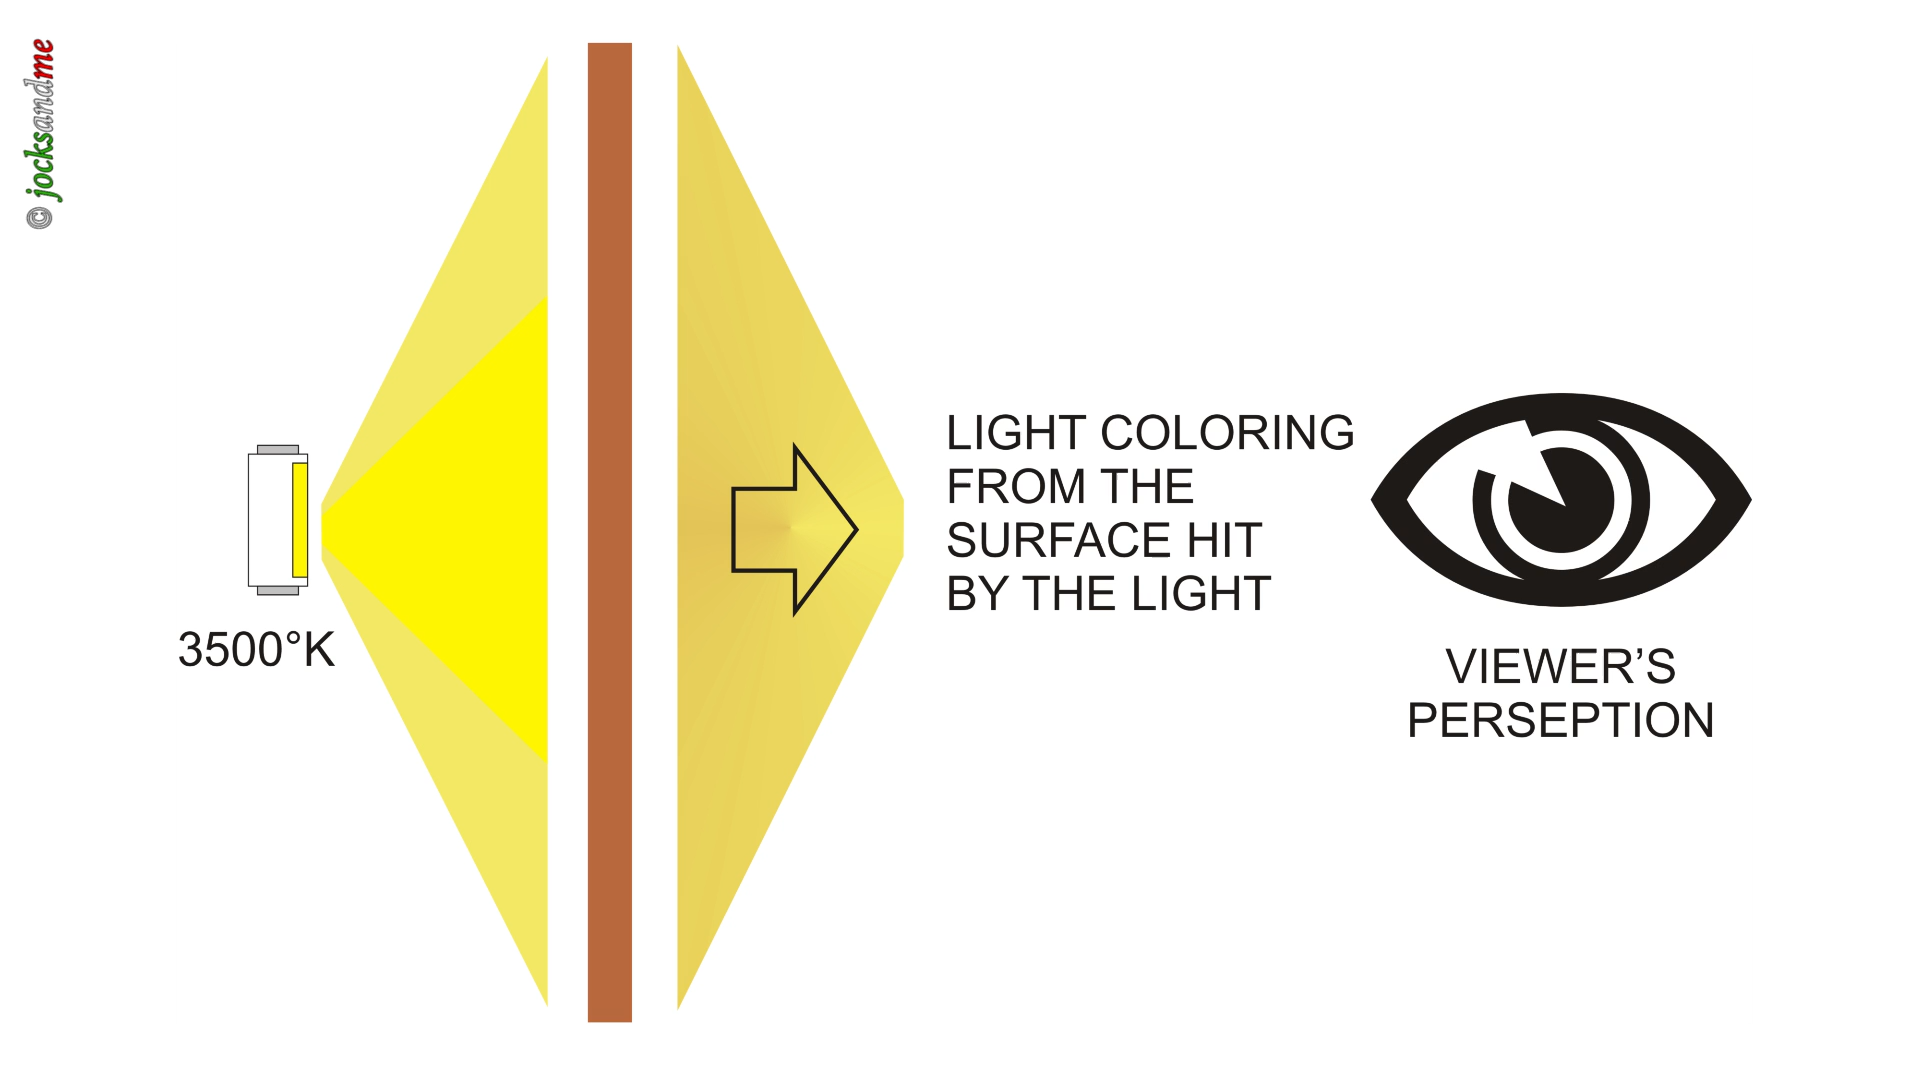 © jocksandme
3500°K
LIGHT COLORING
FROM THE
SURFACE HIT
BY THE LIGHT
VIEWER’S
PERSEPTION